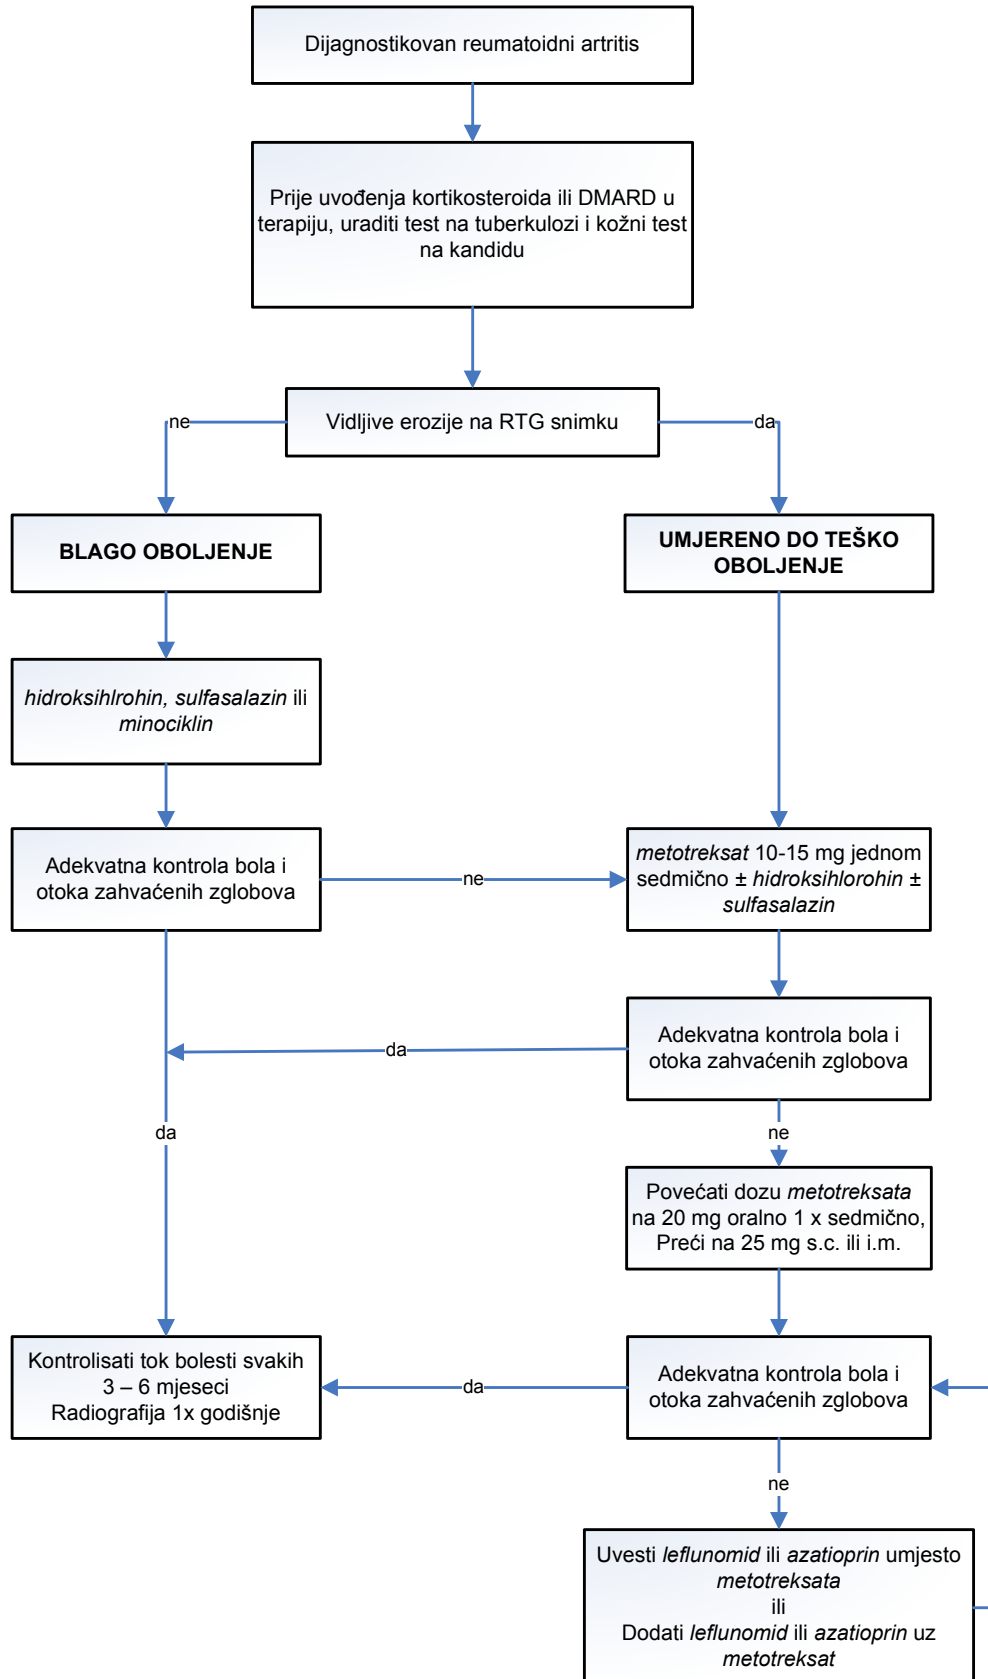 Dijagnostikovan reumatoidni artritis
Prije uvođenja kortikosteroida ili DMARD u
terapiju, uraditi test na tuberkulozi i kožni test
na kandidu
Vidljive erozije na RTG snimku
ne
da
BLAGO OBOLJENJE
UMJERENO DO TEŠKO
OBOLJENJE
hidroksihlrohin, sulfasalazin ili
minociklin
Adekvatna kontrola bola i
otoka zahvaćenih zglobova
ne
metotreksat 10-15 mg jednom
sedmično ± hidroksihlorohin ±
sulfasalazin
Adekvatna kontrola bola i
otoka zahvaćenih zglobova
da
da
ne
Povećati dozu metotreksata
na 20 mg oralno 1 x sedmično,
Preći na 25 mg s.c. ili i.m.
Kontrolisati tok bolesti svakih
3 – 6 mjeseci
Radiografija 1x godišnje
da
Adekvatna kontrola bola i
otoka zahvaćenih zglobova
ne
Uvesti leflunomid ili azatioprin umjesto
metotreksata
ili
Dodati leflunomid ili azatioprin uz
metotreksat